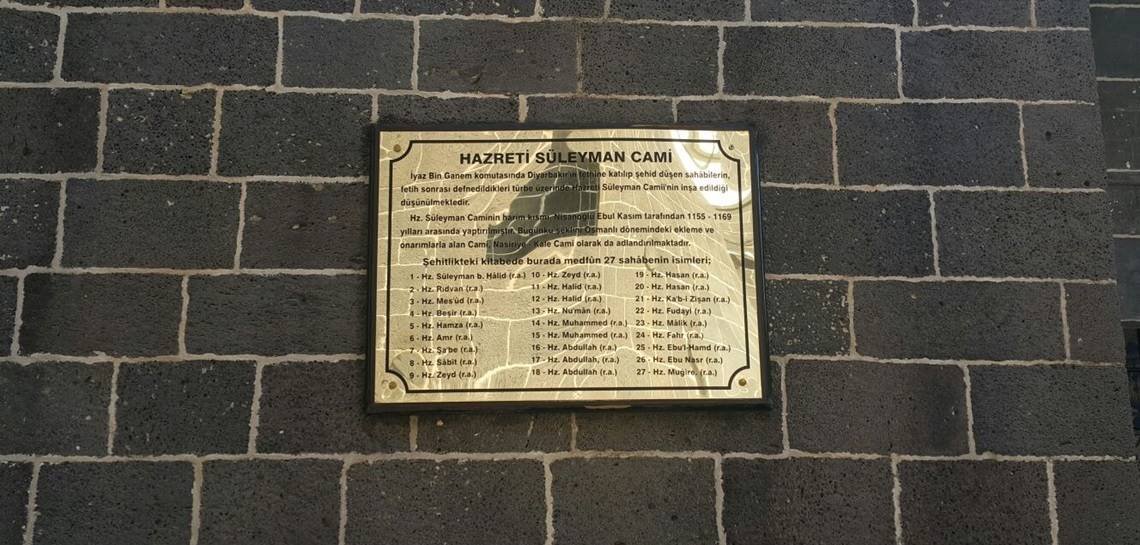 HAZRETİ SÜLEYMAN CAMİ
İyaz Bin Ganem komutasında Diyarbakır'ın fethine katılıp şehid düşen sahâbilerin,
fetih sonrası defnedildikleri türbe üzerinde Hazreti Süleyman Camii'nin inşa edildiği
düşünülmektedir.
Hz. Süleyman Caminin harim kısmı, Nisanoğlu Ebul Kasım tarafından 1155 - 1169
yılları arasında yaptırılmıştır. Bugünkü şeklini Osmanlı dönemindeki ekleme ve
onarımlarla alan Cami, Nasiriye - Kale Cami olarak da adlandırılmaktadır.
Şehitlikteki kitabede burada medfûn 27 sahâbenin isimleri;
1 - Hz. Süleyman b. Hâlid (r.a.) 10 - Hz. Zeyd (r.a.) 19 - Hz. Hasan (r.a.)
2 - Hz. Rıdvan (r.a.) 11 - Hz. Halid (r.a.) 20 - Hz. Hasan (r.a.)
3 - Hz. Mes'ûd (r.a.) 12 - Hz. Halid (r.a.) 21 - Hz. Ka'b-i Zişan (r.a.)
4 - Hz. Beşir (r.a.) 13 - Hz. Nu'mân (r.a.) 22 - Hz. Fudayl (r.a.)
5 - Hz. Hamza (r.a.) 14 - Hz. Muhammed (r.a.) 23 - Hz. Mâlik (r.a.)
6 - Hz. Amr (r.a.) 15 - Hz. Muhammed (r.a.) 24 - Hz. Fahr (r.a.)
7 - Hz. Şa'be (r.a.) 16 - Hz. Abdullah (r.a.) 25 - Hz. Ebu'l-Hamd (r.a.)
8 - Hz. Sâbit (r.a.) 17 - Hz. Abdullah, (r.a.) 26 - Hz. Ebu Nasr (r.a.)
9 - Hz. Zeyd (r.a.) 18 - Hz. Abdullah (r.a.) 27 - Hz. Mugire, (r.a.)